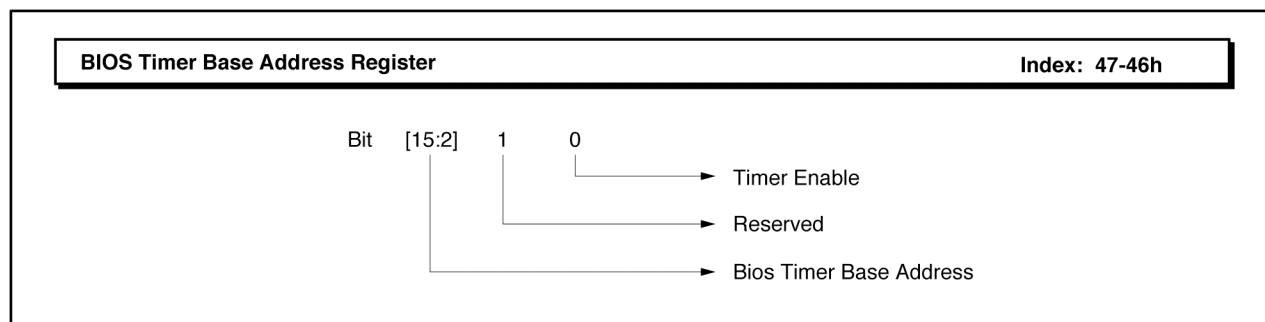 BIOS Timer Base Address Register Index: 47-46h
Bit [15:2] 1 0
Timer Enable
Reserved
Bios Timer Base Address